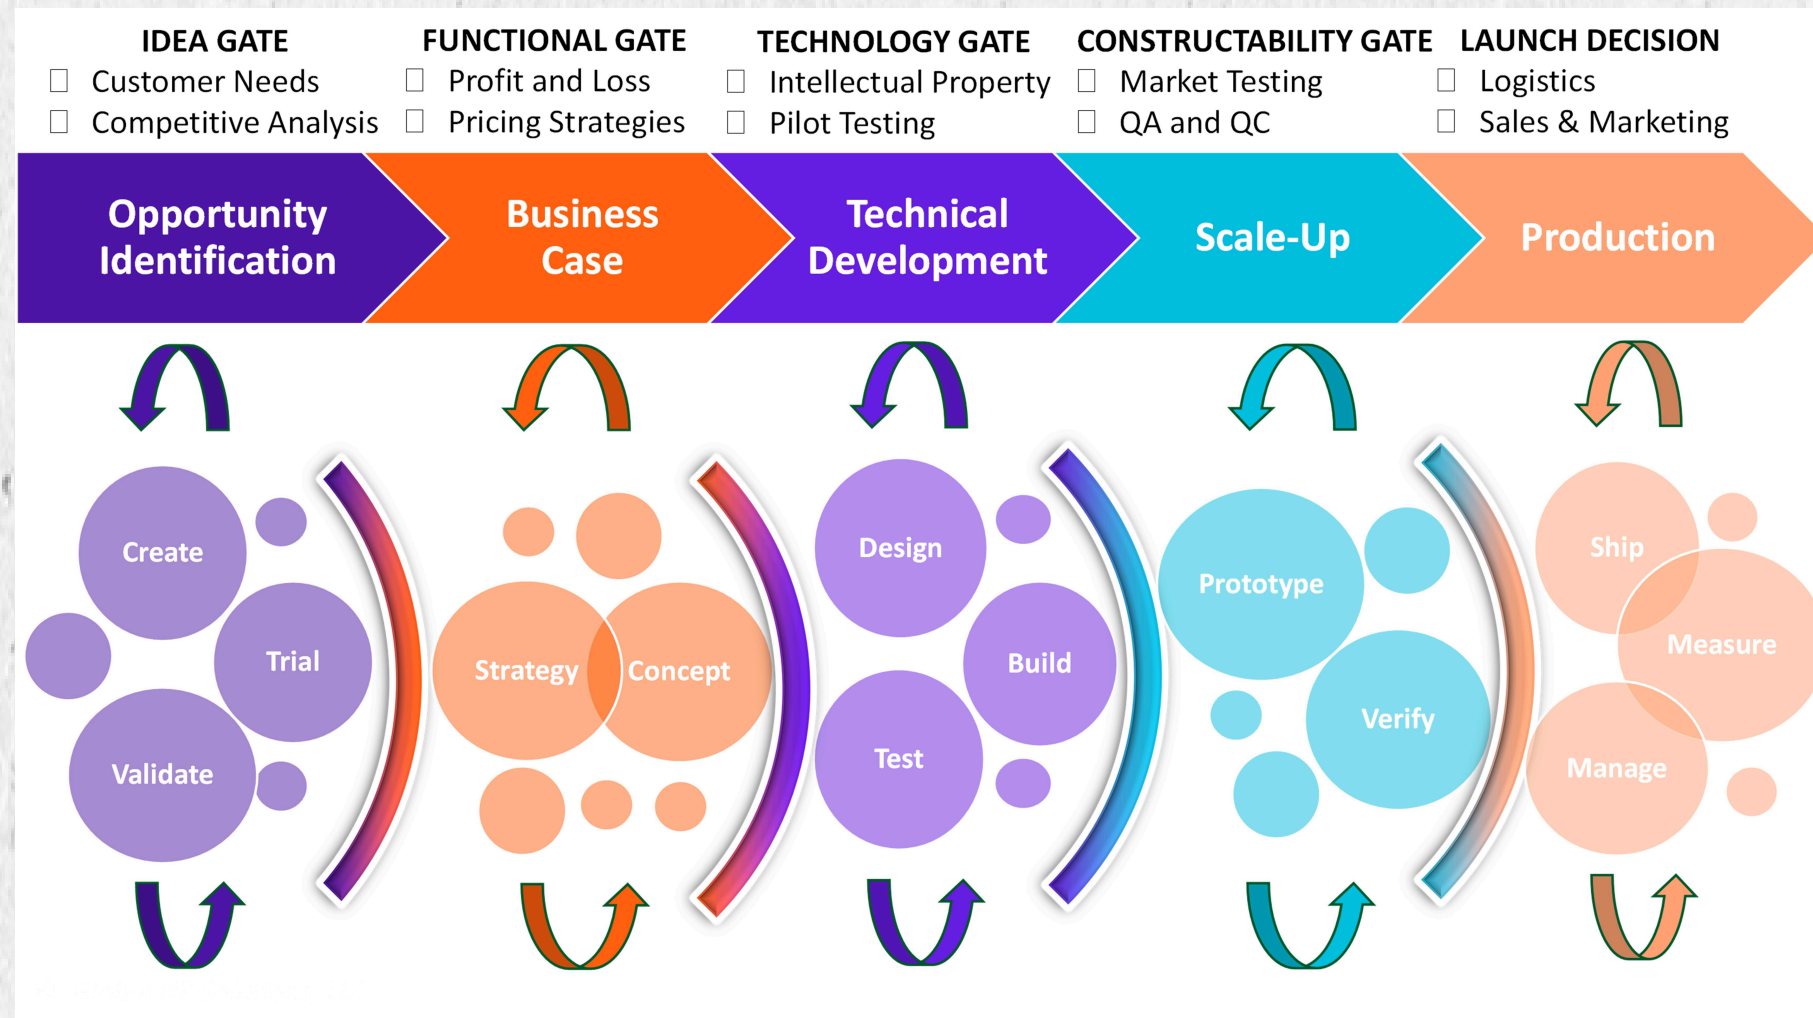 IDEA GATE
☐ Customer Needs
☐ Competitive Analysis
FUNCTIONAL GATE
☐ Profit and Loss
☐ Pricing Strategies
TECHNOLOGY GATE
☐ Intellectual Property
☐ Pilot Testing
CONSTRUCTABILITY GATE
☐ Market Testing
☐ QA and QC
LAUNCH DECISION
☐ Logistics
☐ Sales & Marketing
Opportunity
Identification
Business
Case
Technical
Development
Scale-Up
Production
Create
Trial
Validate
Strategy
Concept
Design
Build
Test
Prototype
Verify
Ship
Measure
Manage